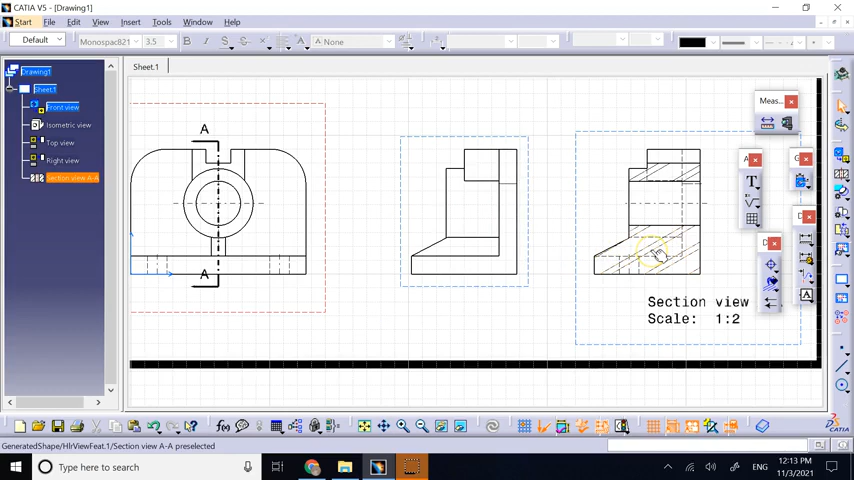 CATIA V5 - [Drawing1]
Start File Edit View Insert Tools Window Help
Default Monospac821 3.5 B I S S A None
Drawing1
Sheet.1
Front view
Isometric view
Top view
Right view
Section view A-A
Sheet.1
Meas...
A
G
D
D
A
A
Section view
Scale: 1:2
CATIA
GeneratedShape/HlrViewFeat.1/Section view A-A preselected
Type here to search
ENG
12:13 PM
11/3/2021